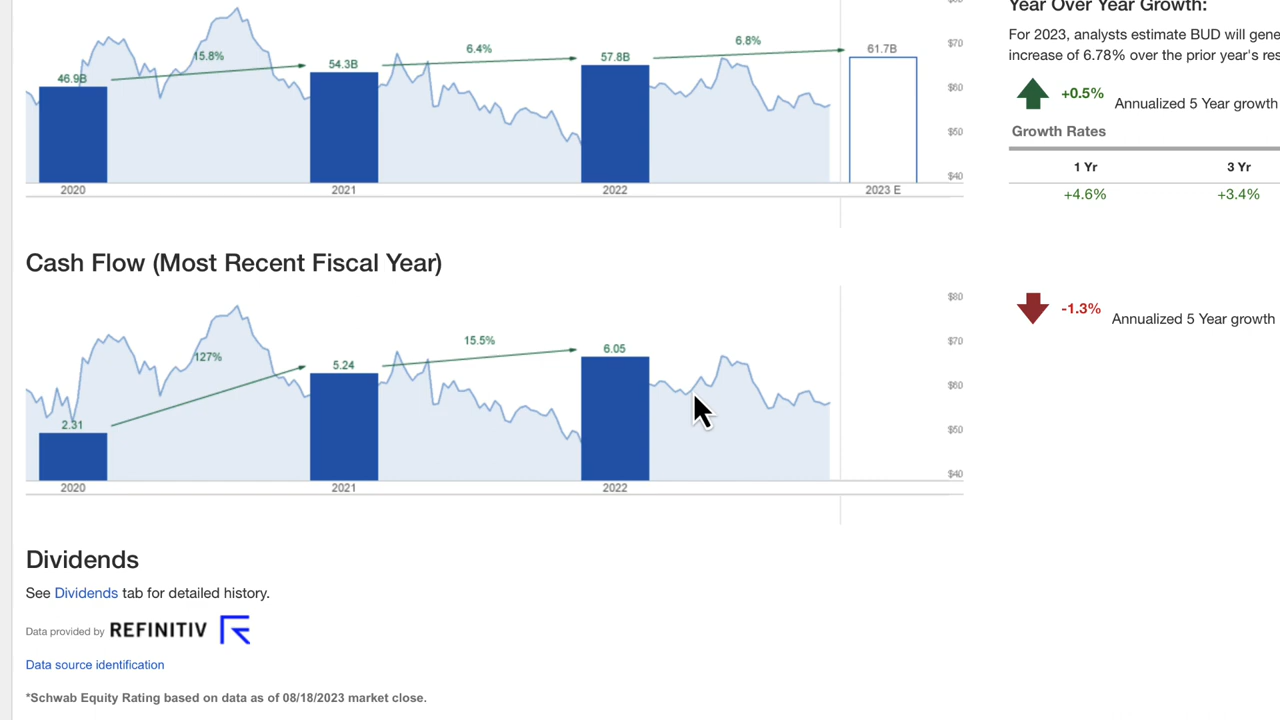 $80
Year Over Year Growth:
For 2023, analysts estimate BUD will gene
increase of 6.78% over the prior year's res
+0.5% Annualized 5 Year growth
Growth Rates
1 Yr 3 Yr
+4.6% +3.4%
46.9B 15.8% 54.3B 6.4% 57.8B 6.8% 61.7B
$70
$60
$50
$40
2020 2021 2022 2023 E
Cash Flow (Most Recent Fiscal Year)
-1.3% Annualized 5 Year growth
2.31 127% 5.24 15.5% 6.05
$80
$70
$60
$50
$40
2020 2021 2022
Dividends
See Dividends tab for detailed history.
Data provided by REFINITIV
Data source identification
*Schwab Equity Rating based on data as of 08/18/2023 market close.